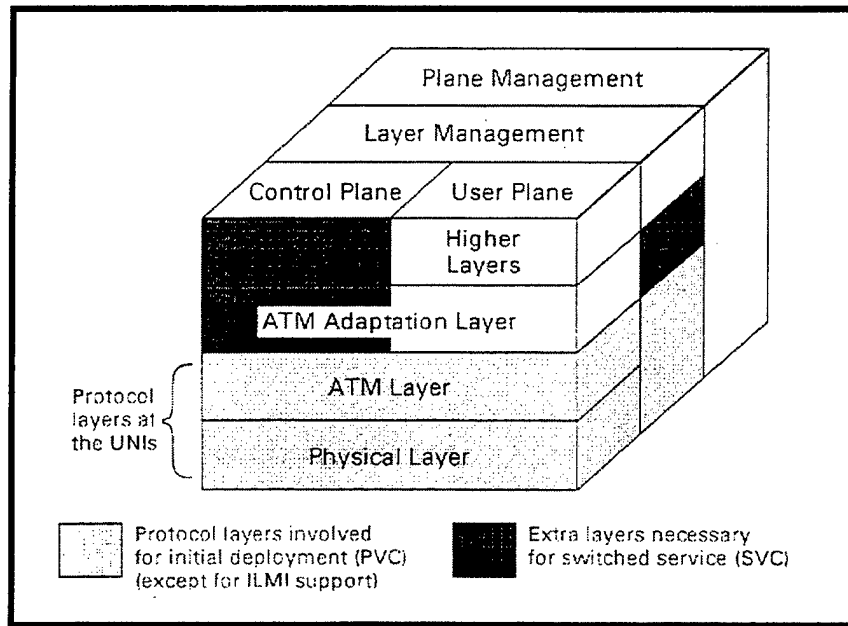 Plane Management
Layer Management
Control Plane
User Plane
Higher
Layers
ATM Adaptation Layer
ATM Layer
Physical Layer
Protocol
layers at
the UNIs
Protocol layers involved
for initial deployment (PVC)
(except for ILMI support)
Extra layers necessary
for switched service (SVC)